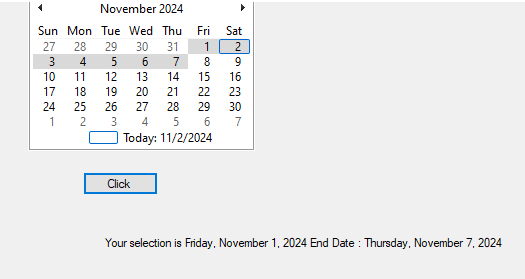 November 2024
Sun Mon Tue Wed Thu Fri Sat
27 28 29 30 31 1 2
3 4 5 6 7 8 9
10 11 12 13 14 15 16
17 18 19 20 21 22 23
24 25 26 27 28 29 30
1 2 3 4 5 6 7
Today: 11/2/2024
Click
Your selection is Friday, November 1, 2024 End Date : Thursday, November 7, 2024